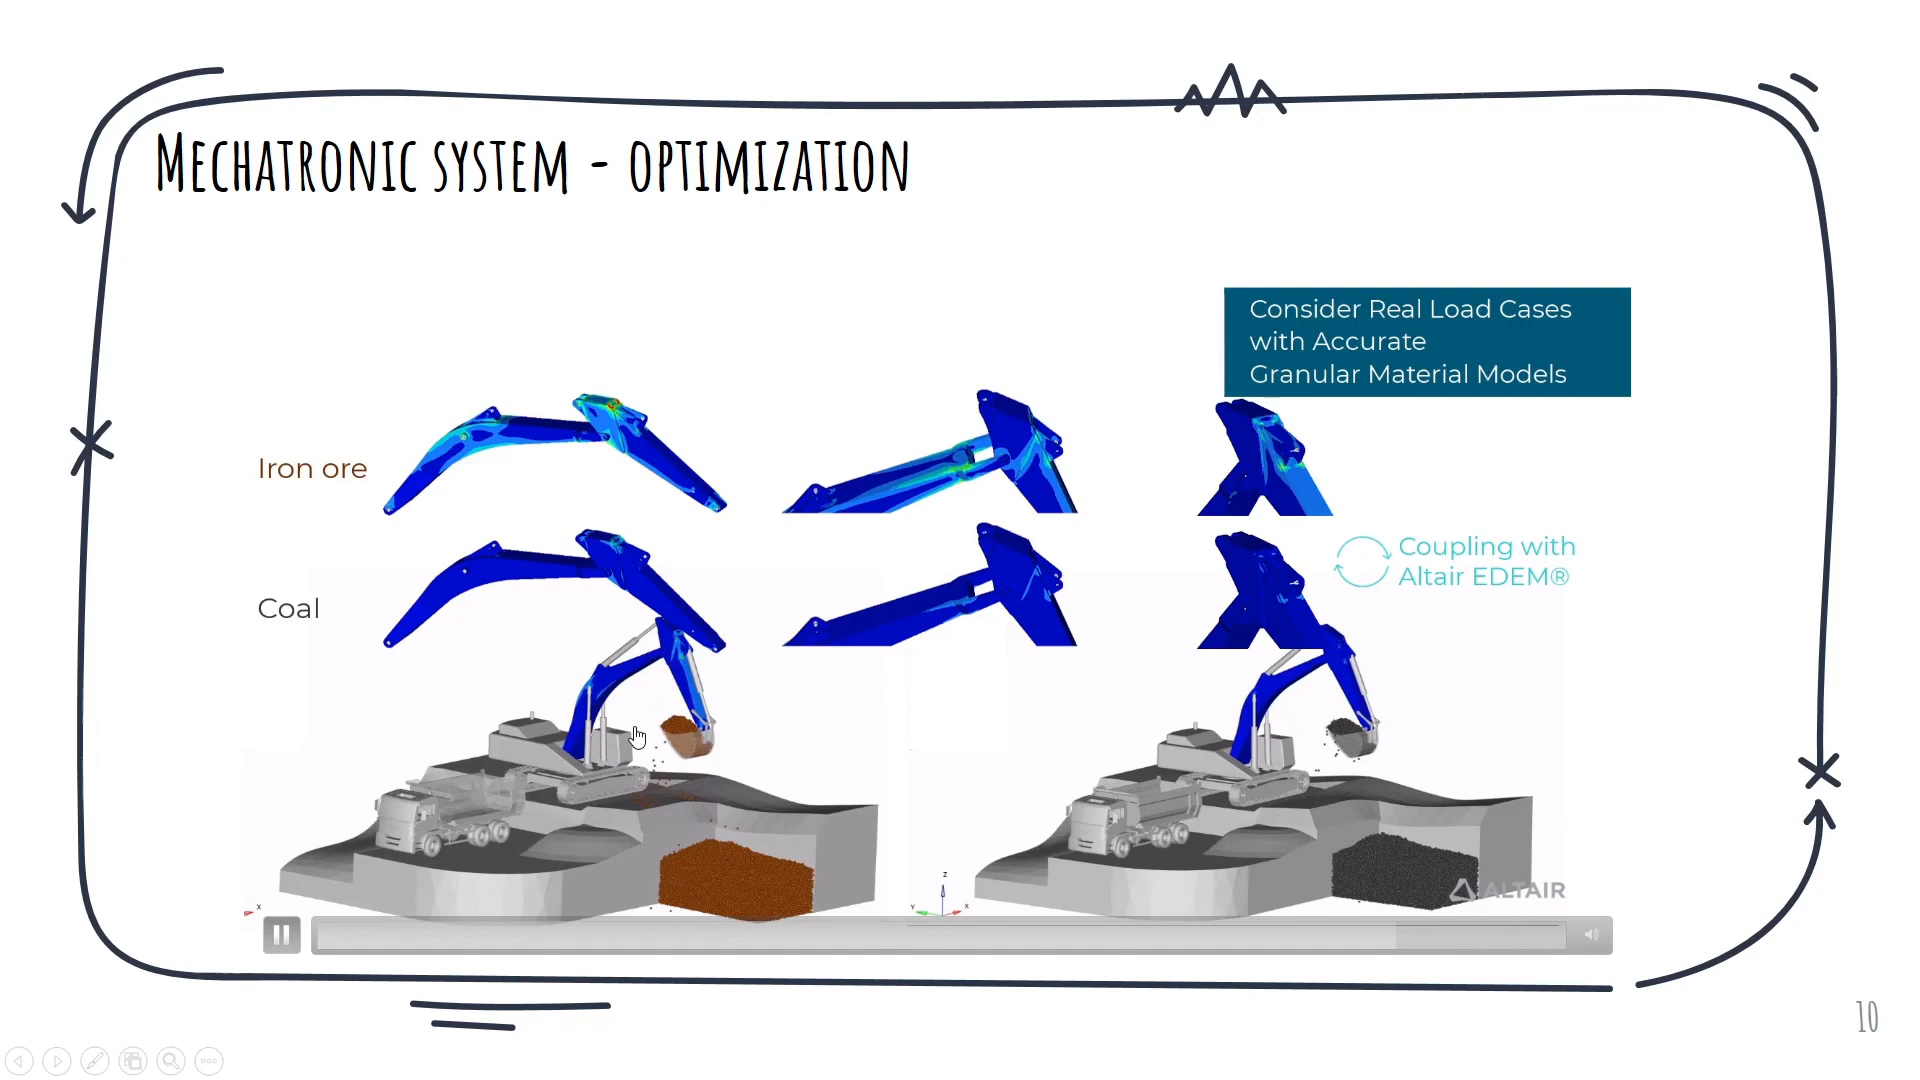 Mechatronic system - optimization
Consider Real Load Cases
with Accurate
Granular Material Models
Iron ore
Coupling with
Altair EDEM®
Coal
Z
Y
X
X
ALTAIR
10